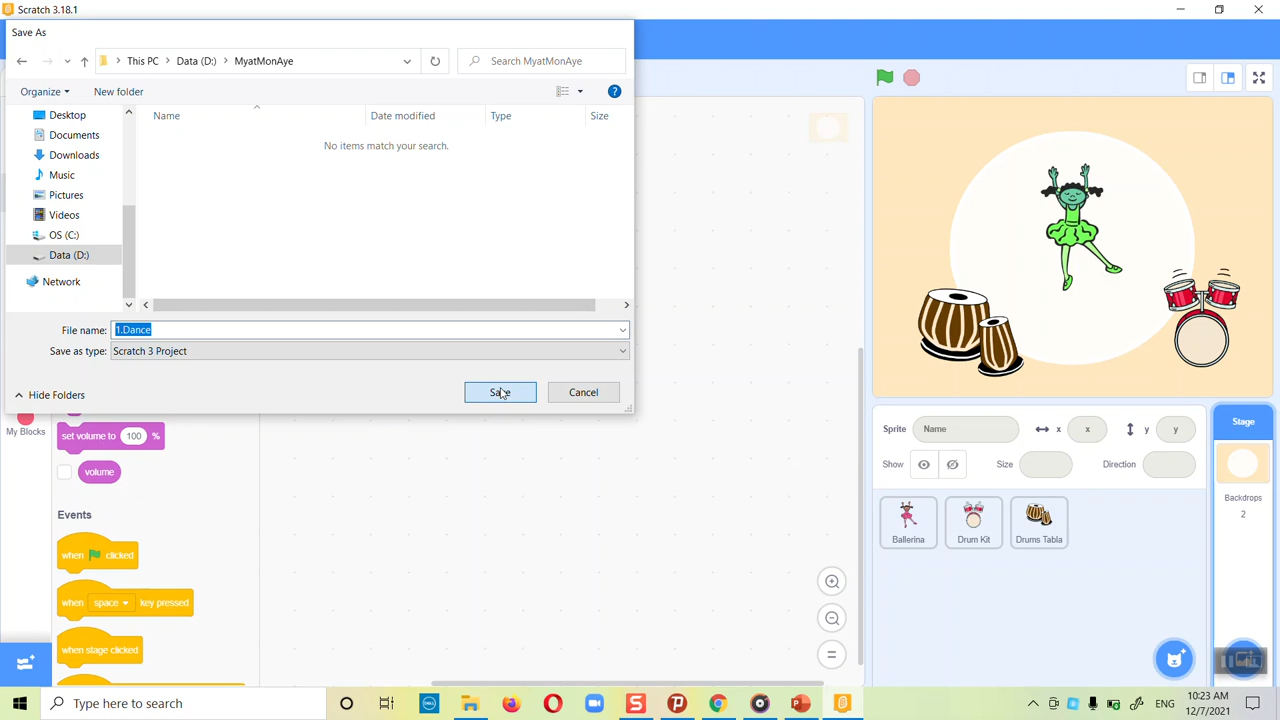 Scratch 3.18.1
Save As
This PC > Data (D:) > MyatMonAye
Search MyatMonAye
Organize
New folder
Name
Date modified
Type
Size
No items match your search.
Desktop
Documents
Downloads
Music
Pictures
Videos
OS (C:)
Data (D:)
Network
File name: 1.Dance
Save as type: Scratch 3 Project
Hide Folders
Save
Cancel
My Blocks
set volume to 100 %
volume
Events
when clicked
when space key pressed
when stage clicked
Sprite Name x x y y
Show Size Direction
Ballerina
Drum Kit
Drums Tabla
Stage
Backdrops
2
Type here to search
DELL
ENG
10:23 AM
12/7/2021